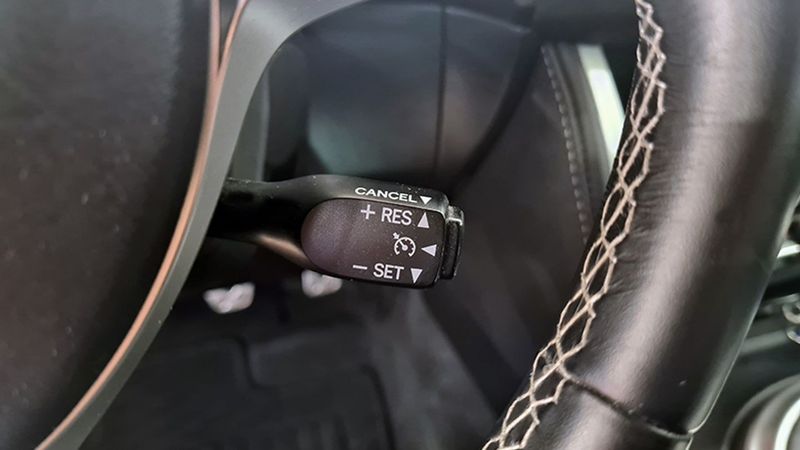 CANCEL ▼
+ RES ▲
◀
− SET ▼